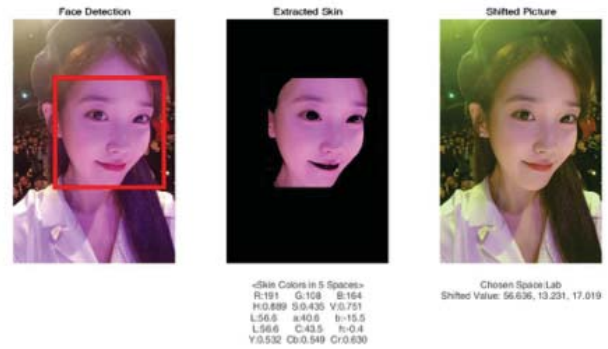 Face Detection
Extracted Skin
Shifted Picture
<Skin Colors in 5 Spaces>
R:191 G:108 B:164
H:0.889 S:0.435 V:0.751
L:56.6 a:40.6 b:-15.5
L:56.6 C:43.5 h:-0.4
Y:0.532 Cb:0.549 Cr:0.630
Chosen Space:Lab
Shifted Value: 56.636, 13.231, 17.019